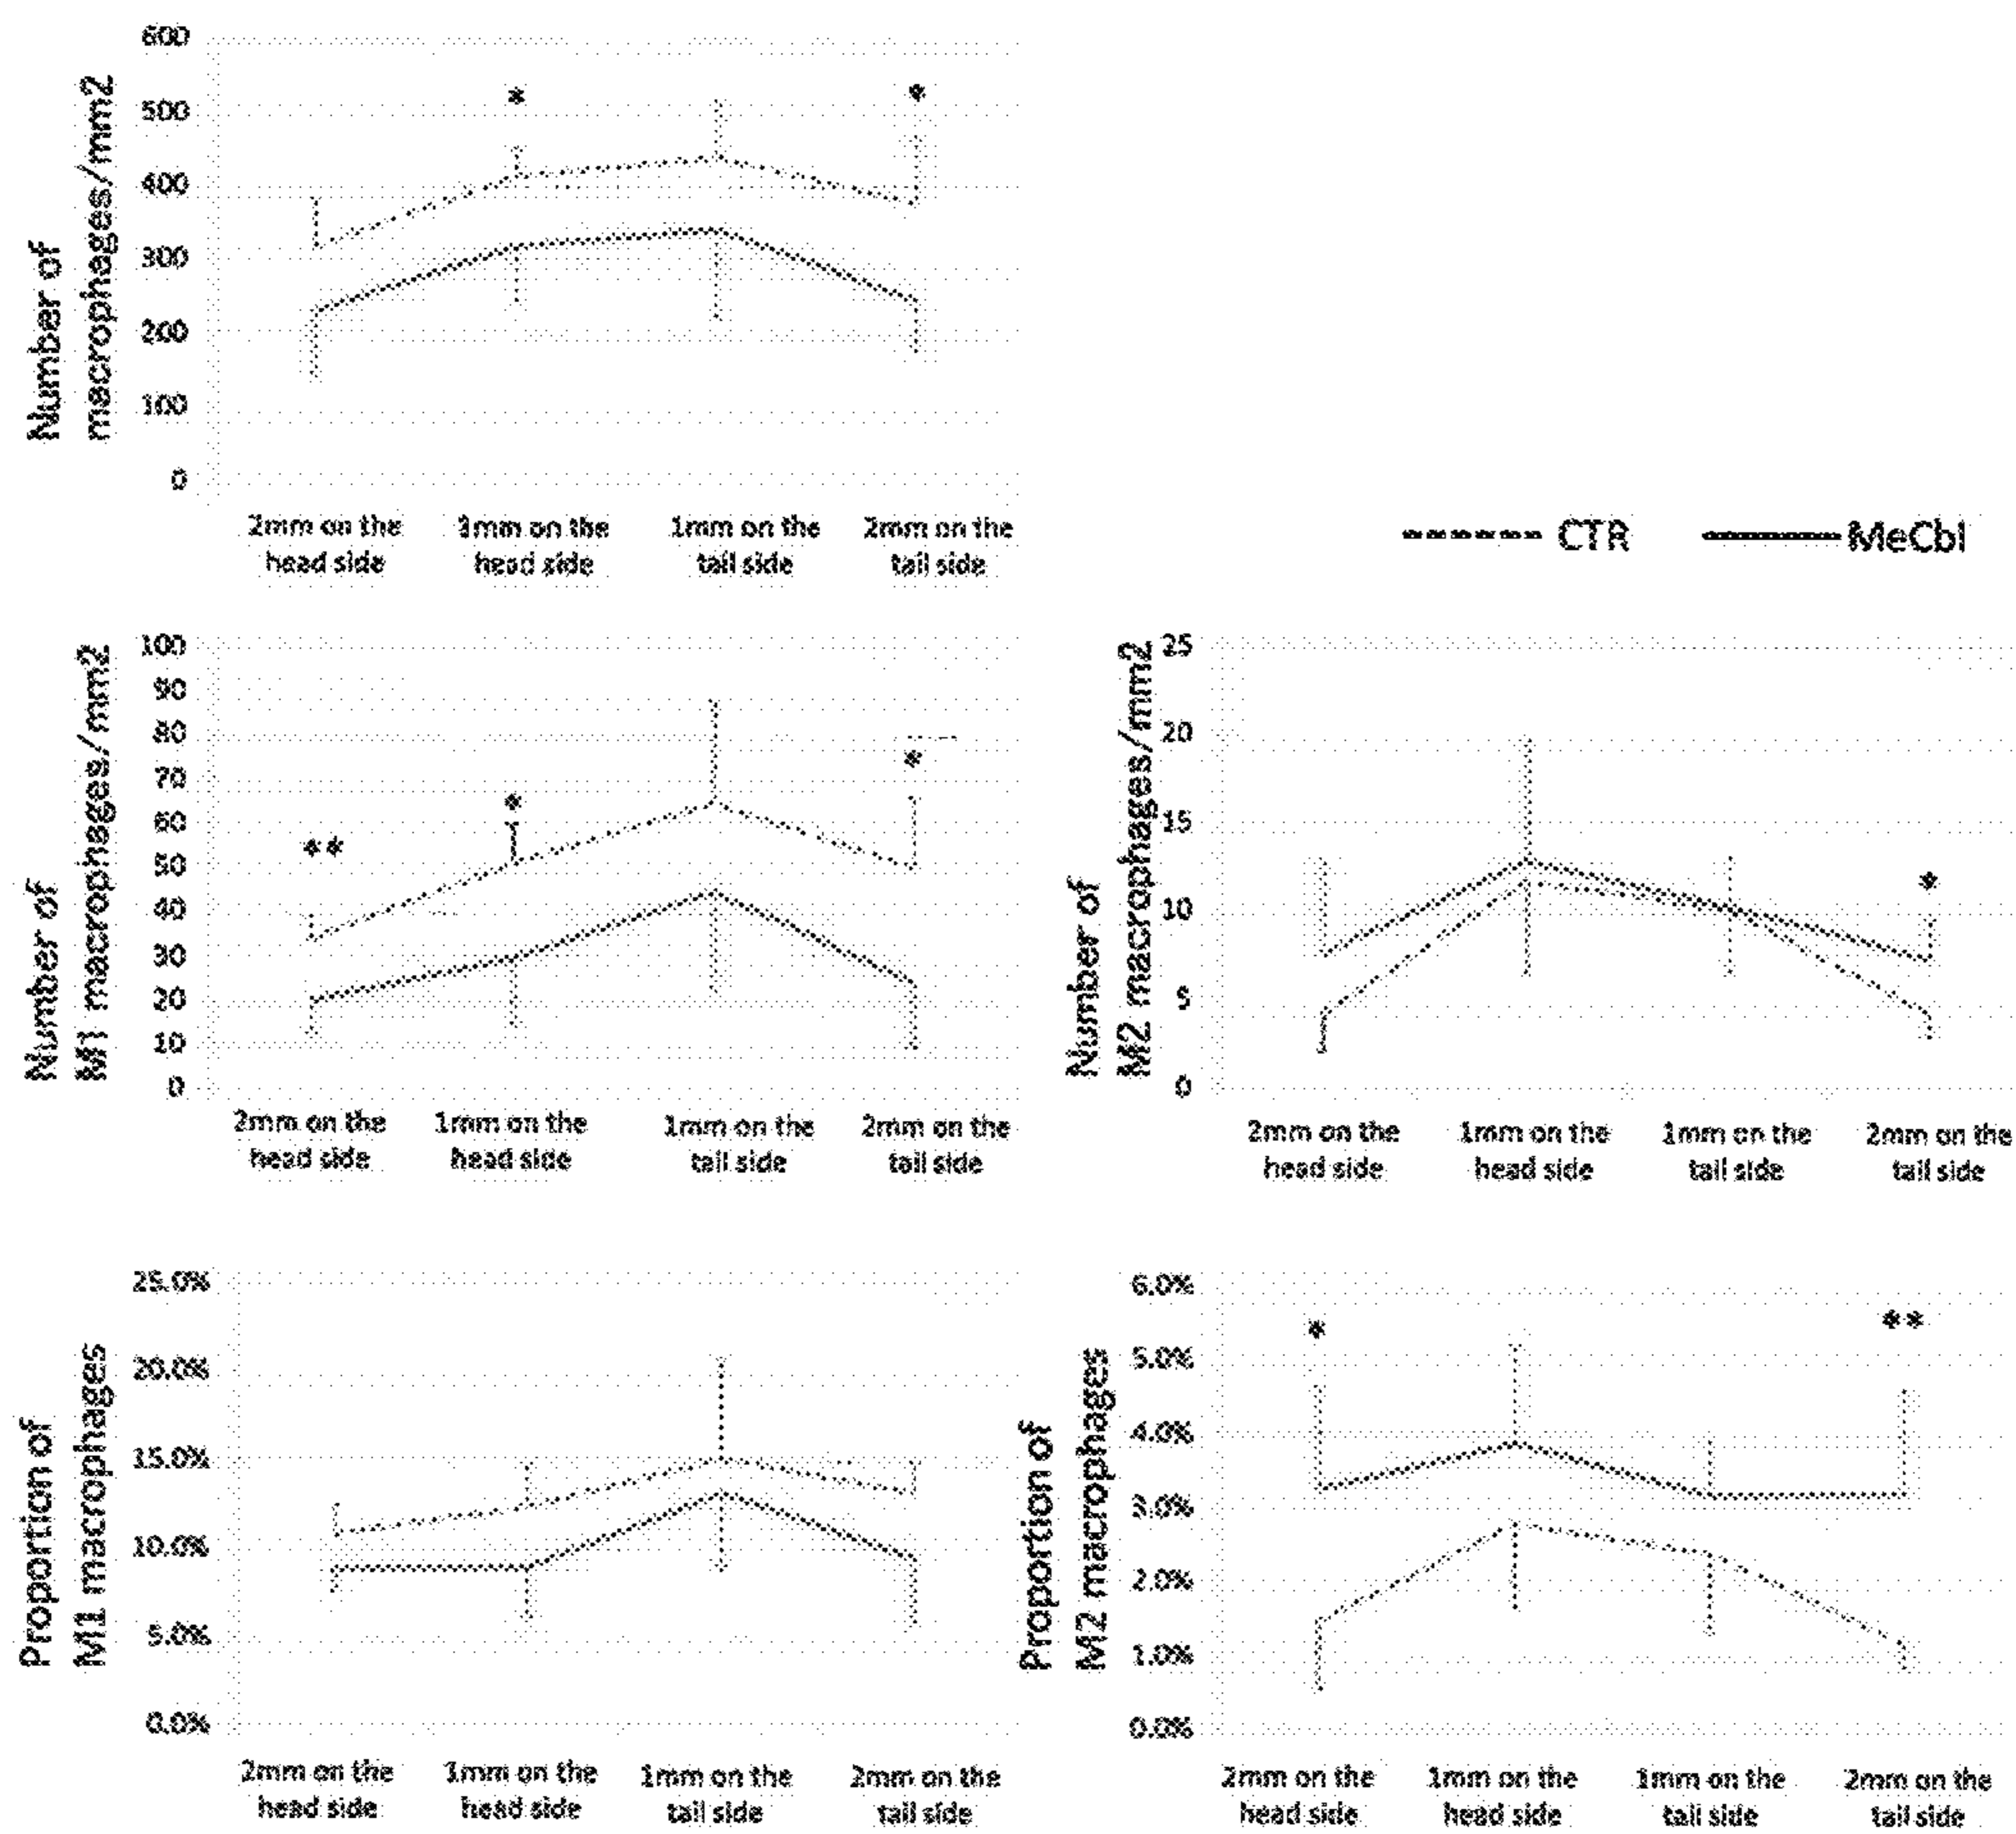 Number of
macrophages/mm2
600
500
400
300
200
100
0
*
*
2mm on the
head side
1mm on the
head side
1mm on the
tail side
2mm on the
tail side
CTR
MeCbl
Number of
M1 macrophages/mm2
100
90
80
70
60
50
40
30
20
10
0
**
*
*
2mm on the
head side
1mm on the
head side
1mm on the
tail side
2mm on the
tail side
Number of
M2 macrophages/mm2
25
20
15
10
5
0
*
2mm on the
head side
1mm on the
head side
1mm on the
tail side
2mm on the
tail side
Proportion of
M1 macrophages
25.0%
20.0%
15.0%
10.0%
5.0%
0.0%
2mm on the
head side
1mm on the
head side
1mm on the
tail side
2mm on the
tail side
Proportion of
M2 macrophages
6.0%
5.0%
4.0%
3.0%
2.0%
1.0%
0.0%
*
**
2mm on the
head side
1mm on the
head side
1mm on the
tail side
2mm on the
tail side